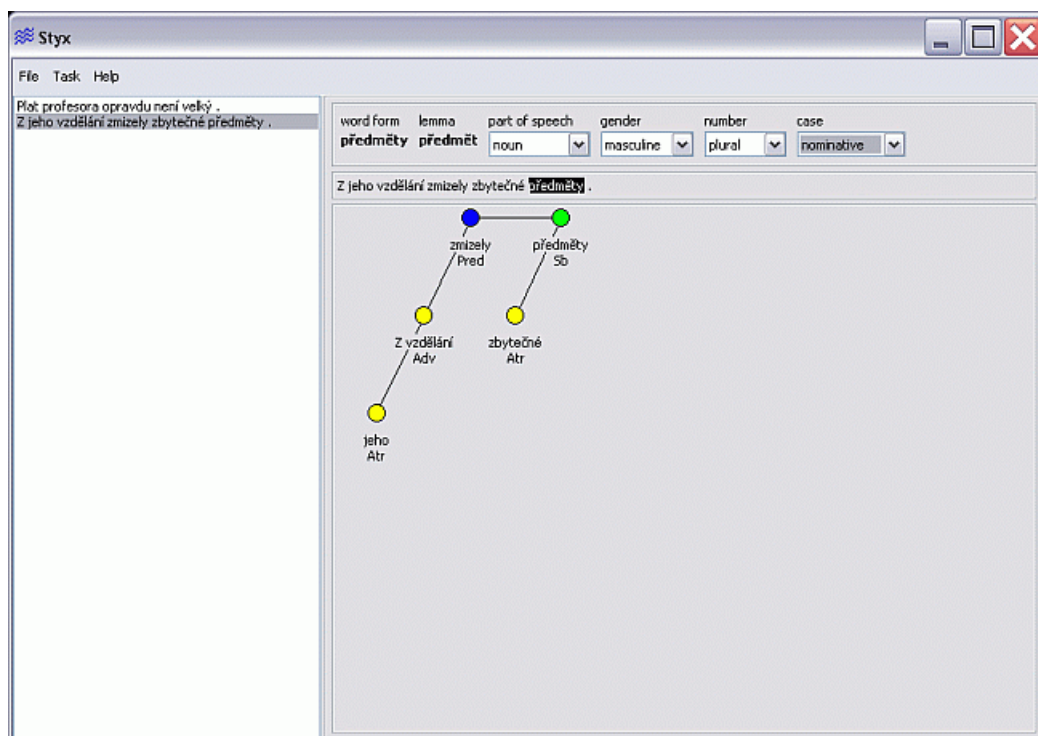 Styx
File Task Help
Plat profesora opravdu není velký .
Z jeho vzdělání zmizely zbytečné předměty .
word form lemma part of speech gender number case
předměty předmět noun masculine plural nominative
Z jeho vzdělání zmizely zbytečné předměty .
zmizely předměty
Pred Sb
Z vzdělání zbytečné
Adv Atr
jeho
Atr